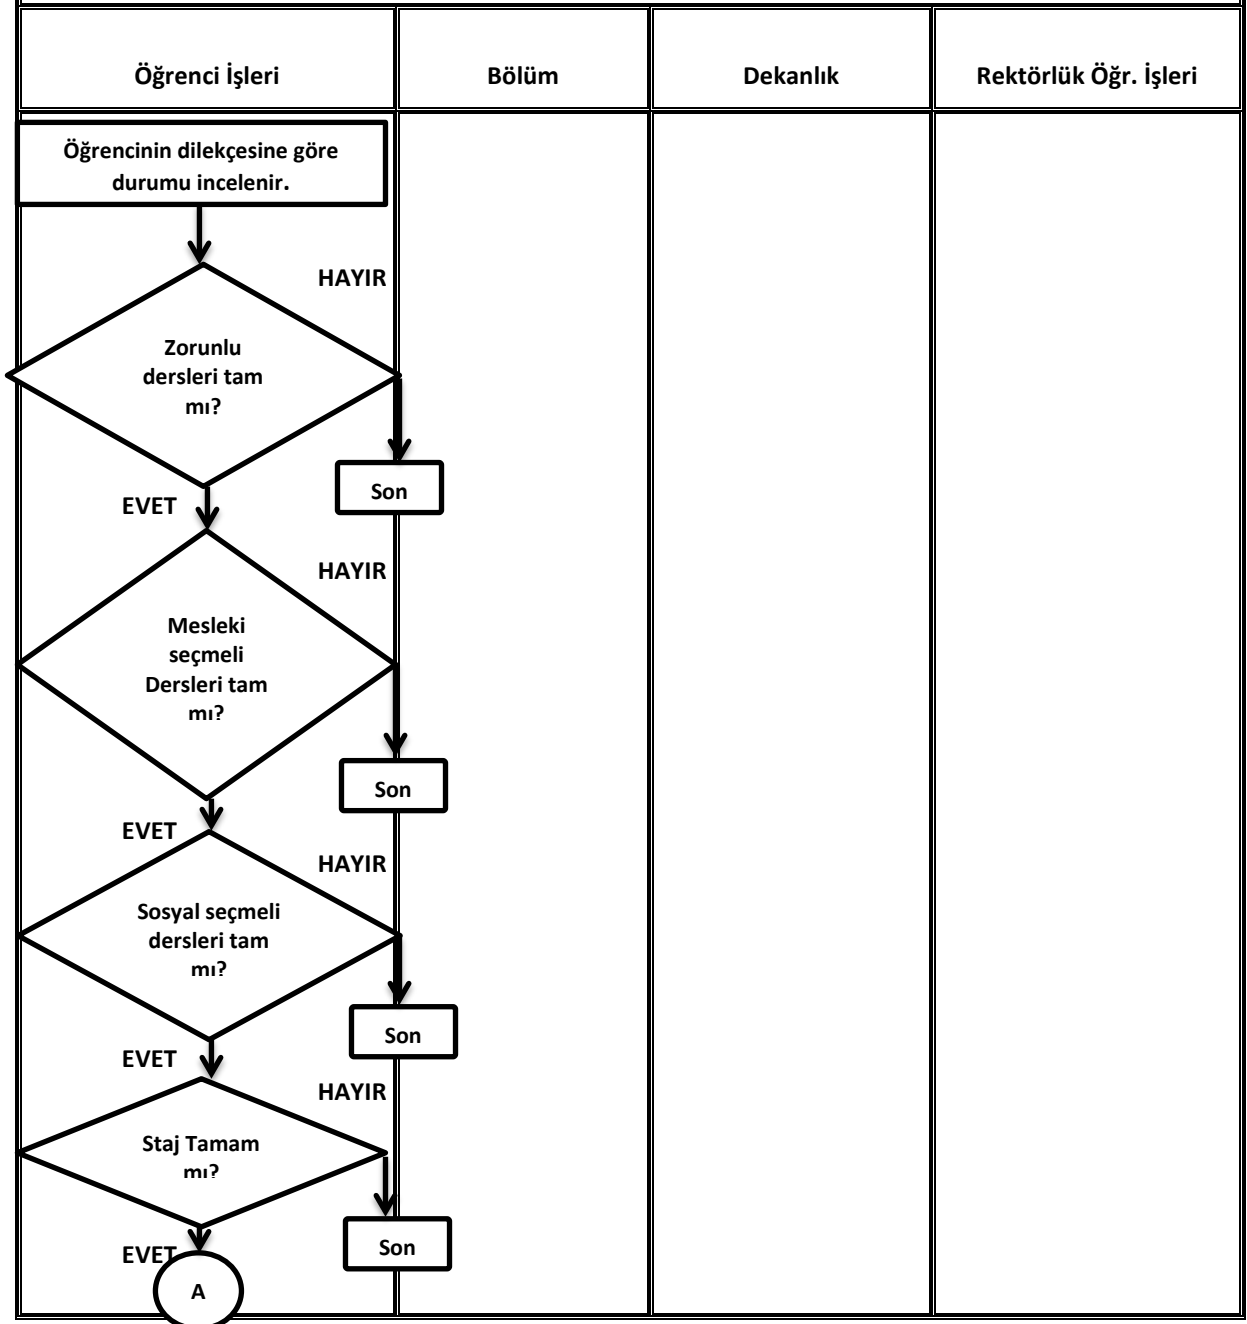 Öğrenci İşleri
Bölüm
Dekanlık
Rektörlük Öğr. İşleri
Öğrencinin dilekçesine göre
durumu incelenir.
HAYIR
Zorunlu
dersleri tam
mı?
Son
EVET
HAYIR
Mesleki
seçmeli
Dersleri tam
mı?
Son
EVET
HAYIR
Sosyal seçmeli
dersleri tam
mı?
Son
EVET
HAYIR
Staj Tamam
mı?
Son
EVET
A